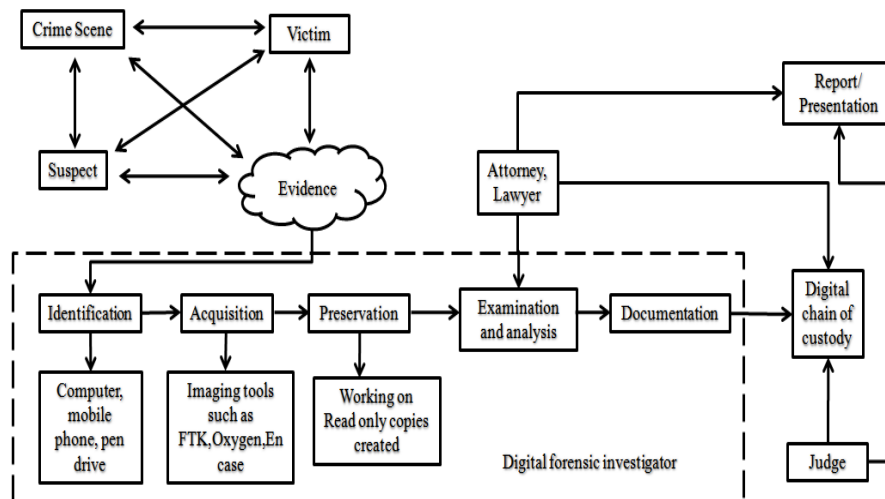 Crime Scene
Victim
Suspect
Evidence
Report/
Presentation
Attorney,
Lawyer
Identification
Acquisition
Preservation
Examination
and analysis
Documentation
Digital
chain of
custody
Computer,
mobile
phone, pen
drive
Imaging tools
such as
FTK,Oxygen,En
case
Working on
Read only copies
created
Digital forensic investigator
Judge